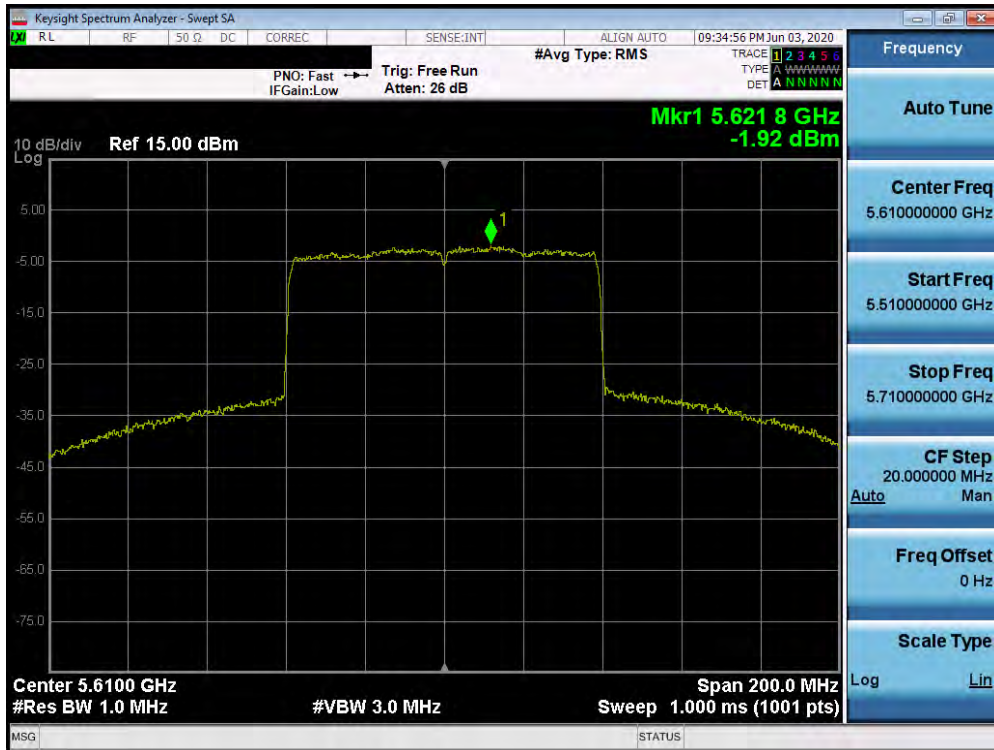 Keysight Spectrum Analyzer - Swept SA
LXI RL RF 50 Ω DC CORREC SENSE:INT ALIGN AUTO 09:34:56 PM Jun 03, 2020
PNO: Fast
IFGain:Low
Trig: Free Run
Atten: 26 dB
#Avg Type: RMS
TRACE 1 2 3 4 5 6
TYPE A WWWWW
DET A N N N N N
Mkr1 5.621 8 GHz
-1.92 dBm
10 dB/div Ref 15.00 dBm
Log
5.00
-5.00
-15.0
-25.0
-35.0
-45.0
-55.0
-65.0
-75.0
1
Center 5.6100 GHz Span 200.0 MHz
#Res BW 1.0 MHz #VBW 3.0 MHz Sweep 1.000 ms (1001 pts)
MSG STATUS
Frequency
Auto Tune
Center Freq
5.610000000 GHz
Start Freq
5.510000000 GHz
Stop Freq
5.710000000 GHz
CF Step
20.000000 MHz
Auto Man
Freq Offset
0 Hz
Scale Type
Log Lin